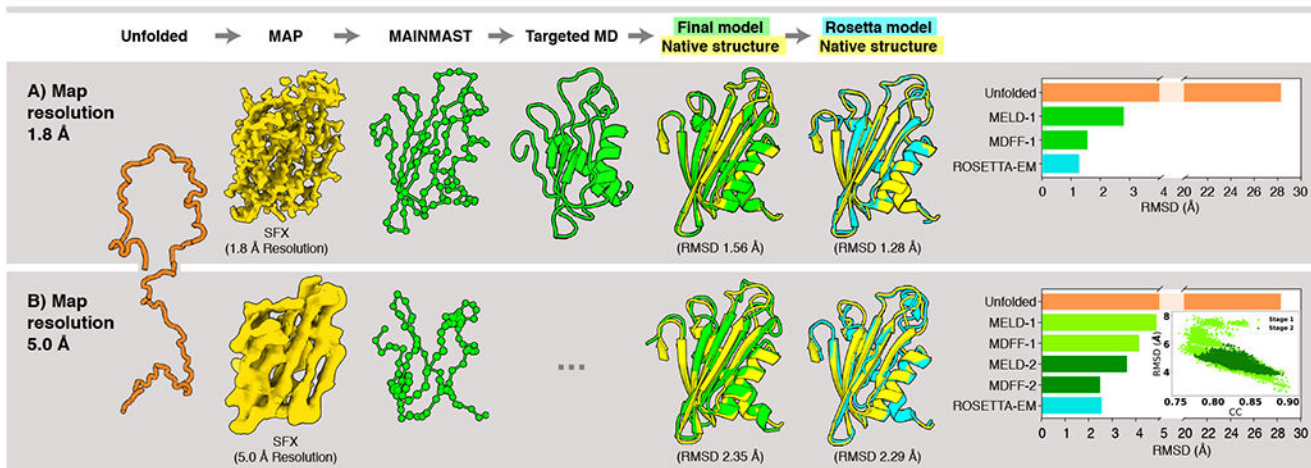 Unfolded MAP MAINMAST Targeted MD Final model Rosetta model
Native structure Native structure
A) Map
resolution
1.8 Å
SFX
(1.8 Å Resolution)
(RMSD 1.56 Å)
(RMSD 1.28 Å)
Unfolded
MELD-1
MDFF-1
ROSETTA-EM
0 1 2 3 4 20 22 24 26 28 30
RMSD (Å)
B) Map
resolution
5.0 Å
SFX
(5.0 Å Resolution)
...
(RMSD 2.35 Å)
(RMSD 2.29 Å)
Unfolded
MELD-1
MDFF-1
MELD-2
MDFF-2
ROSETTA-EM
0 1 2 3 4 5 20 22 24 26 28 30
RMSD (Å)
8
6
4
RMSD (Å)
Stage 1
Stage 2
0.75 0.80 0.85 0.90
CC